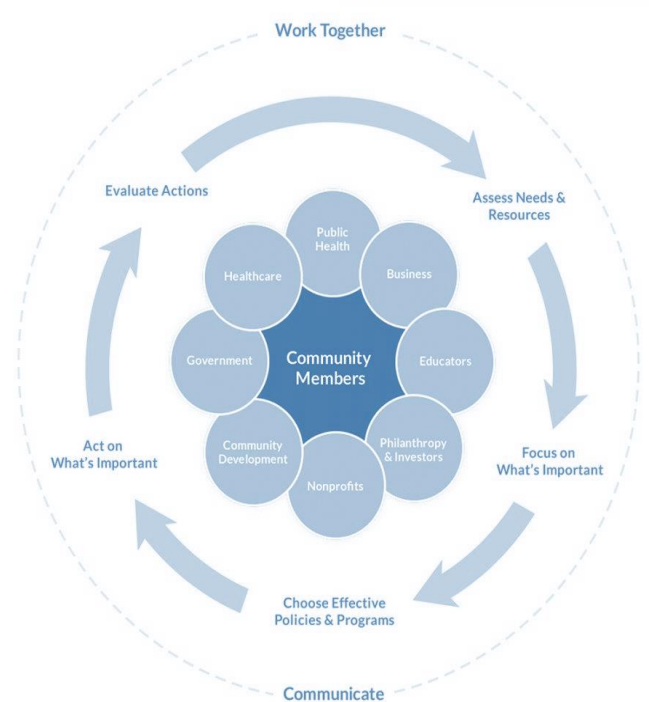 Work Together
Evaluate Actions
Assess Needs &
Resources
Public
Health
Healthcare
Business
Government
Community
Members
Educators
Act on
What's Important
Community
Development
Philanthropy
& Investors
Focus on
What's Important
Nonprofits
Choose Effective
Policies & Programs
Communicate